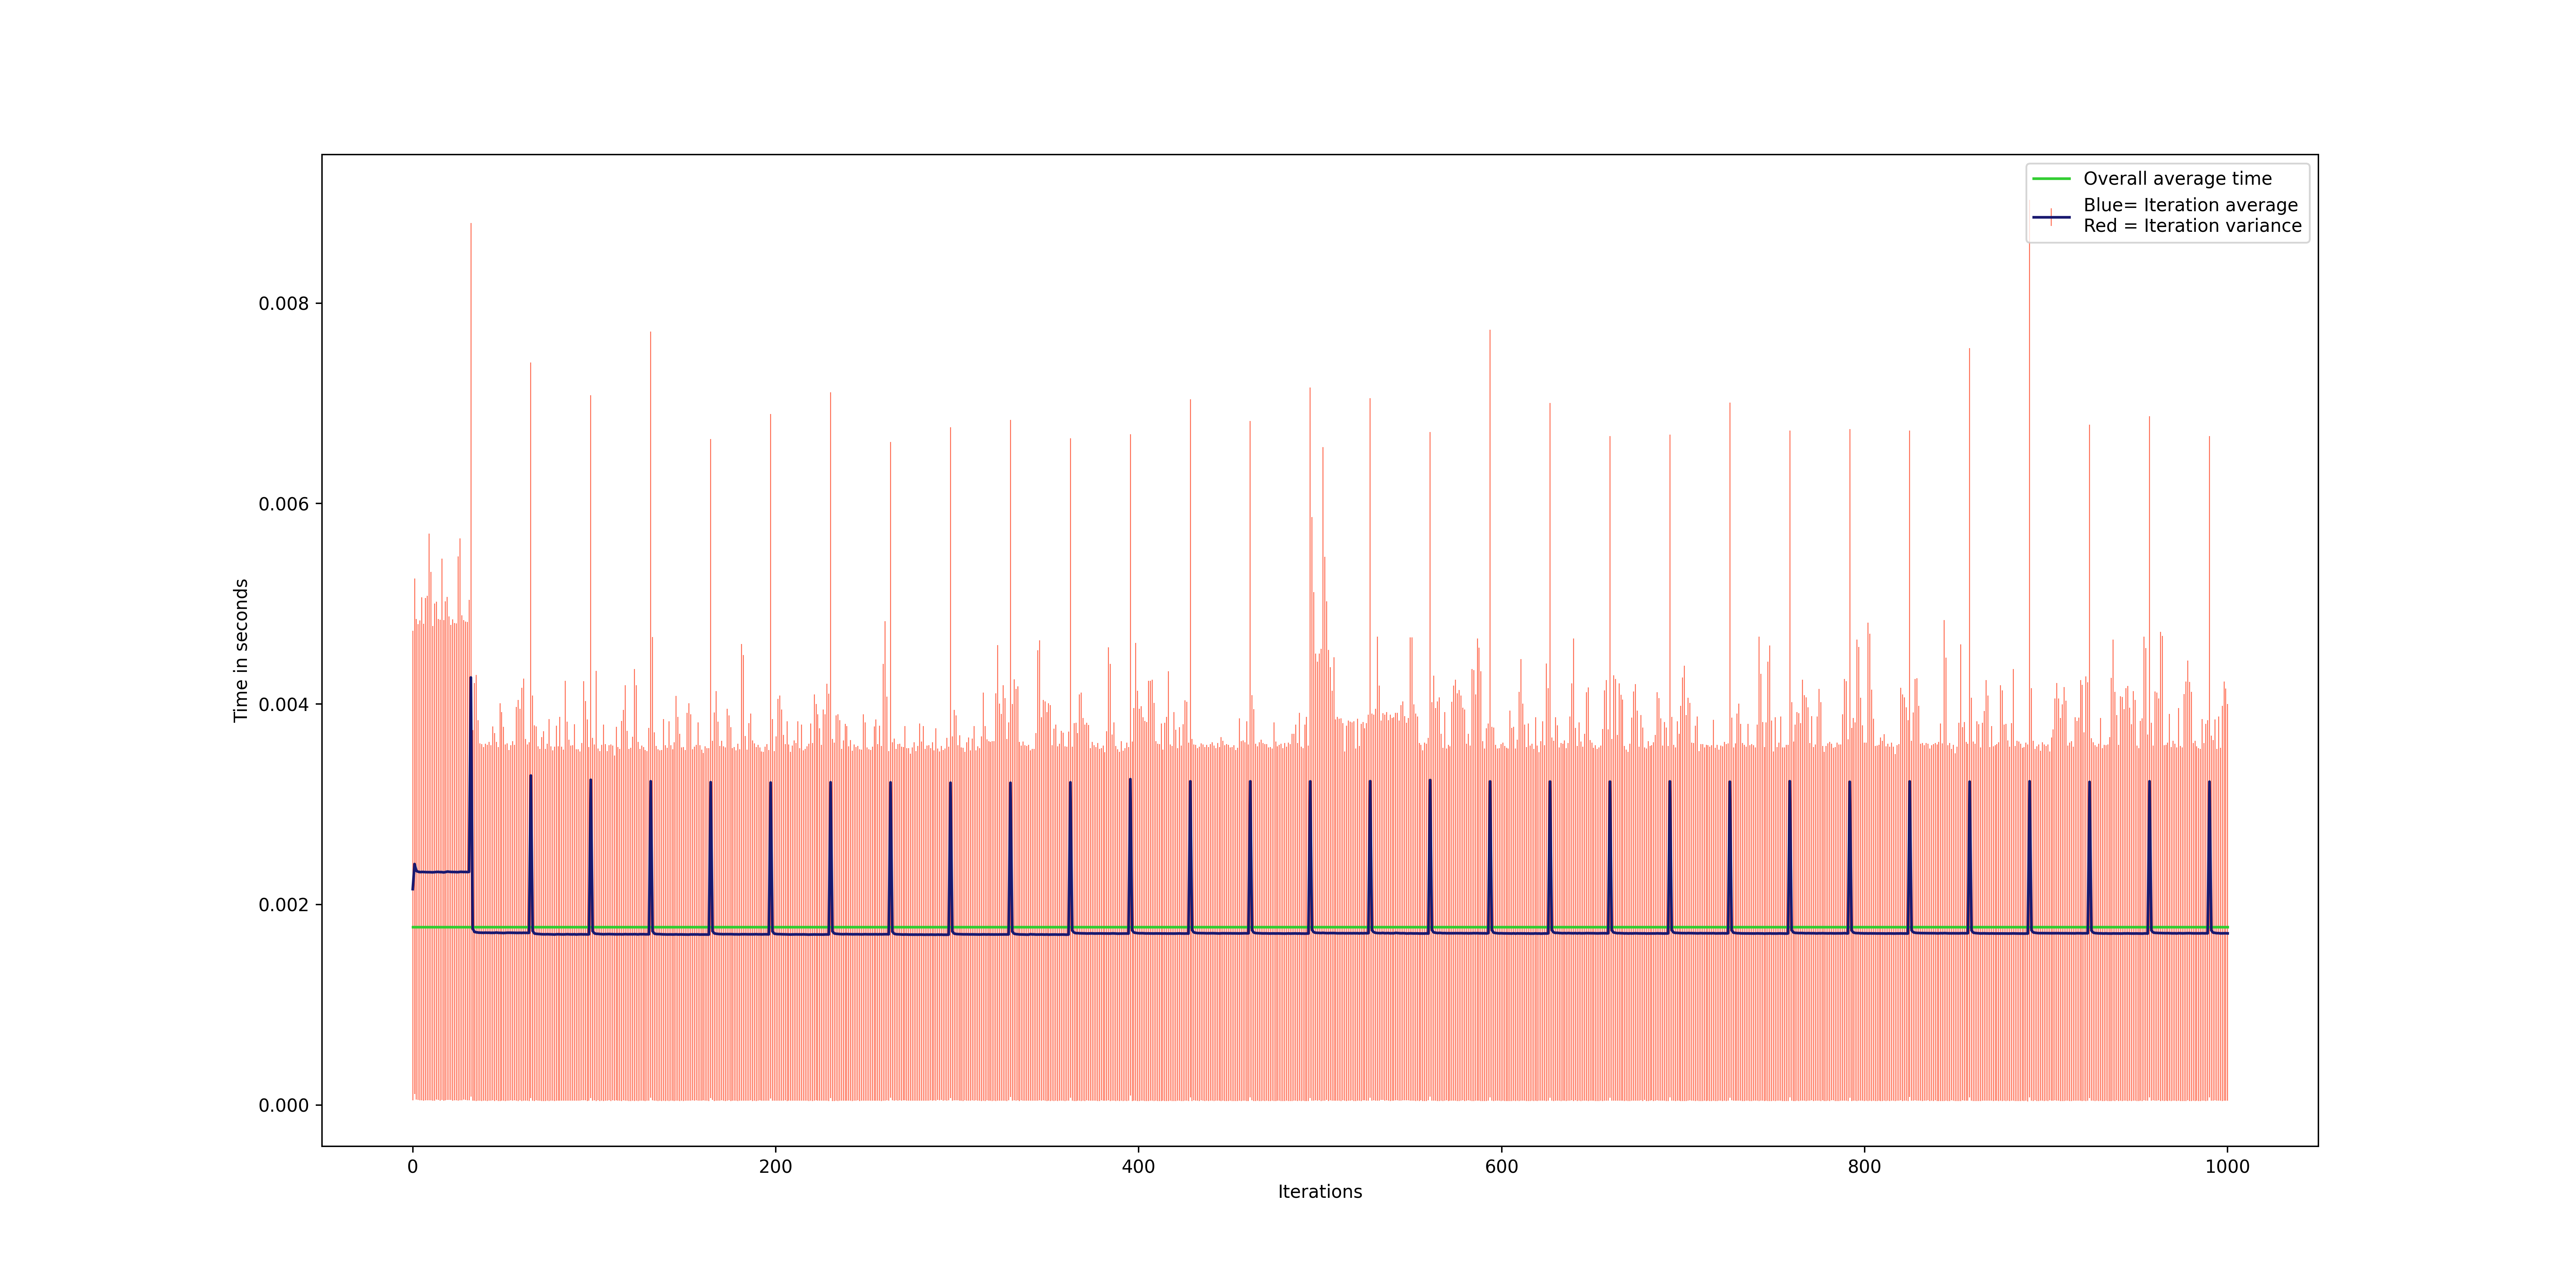 Overall average time
Blue= Iteration average
Red = Iteration variance
0.008
0.006
0.004
0.002
0.000
Time in seconds
0 200 400 600 800 1000
Iterations